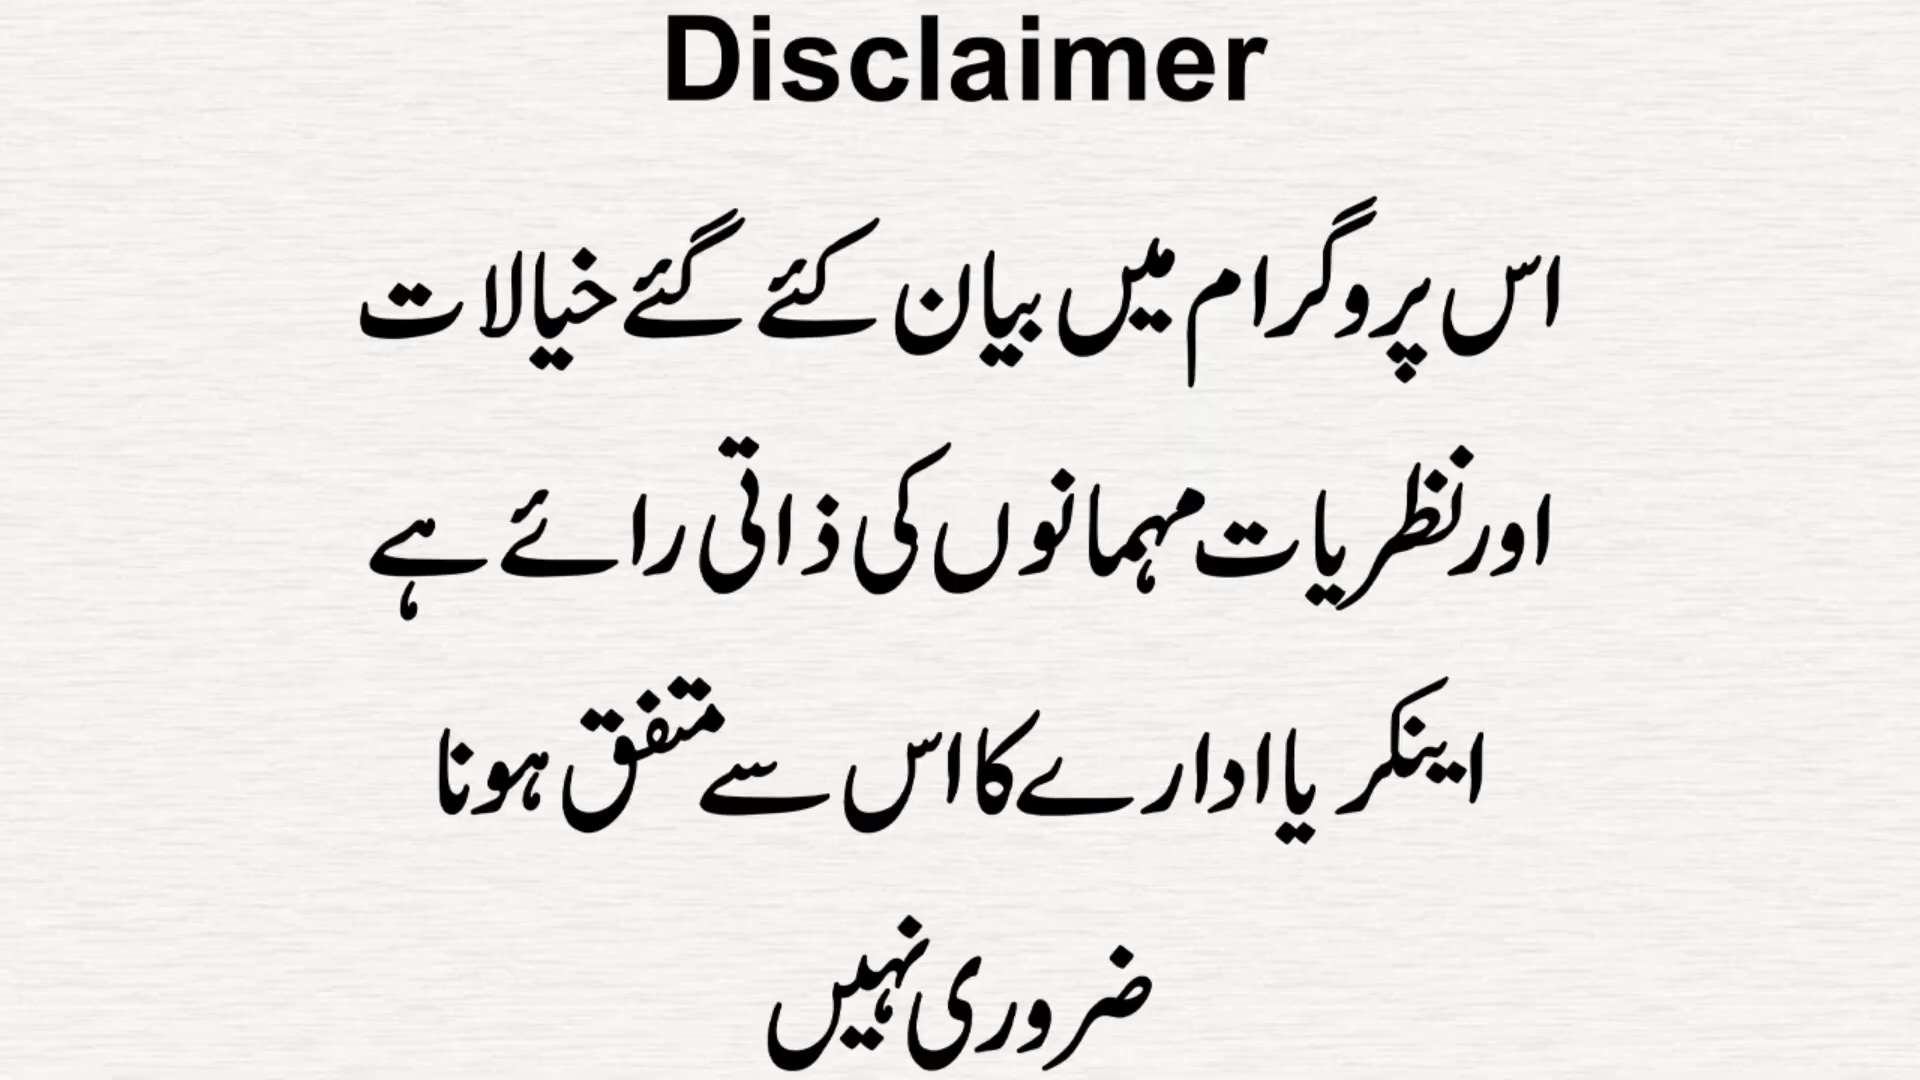 Disclaimer
اس پروگرام میں بیان کئے گئے خیالات
اور نظریات مہمانوں کی ذاتی رائے ہے
اینکر یا ادارے کا اس سے متفق ہونا
ضروری نہیں